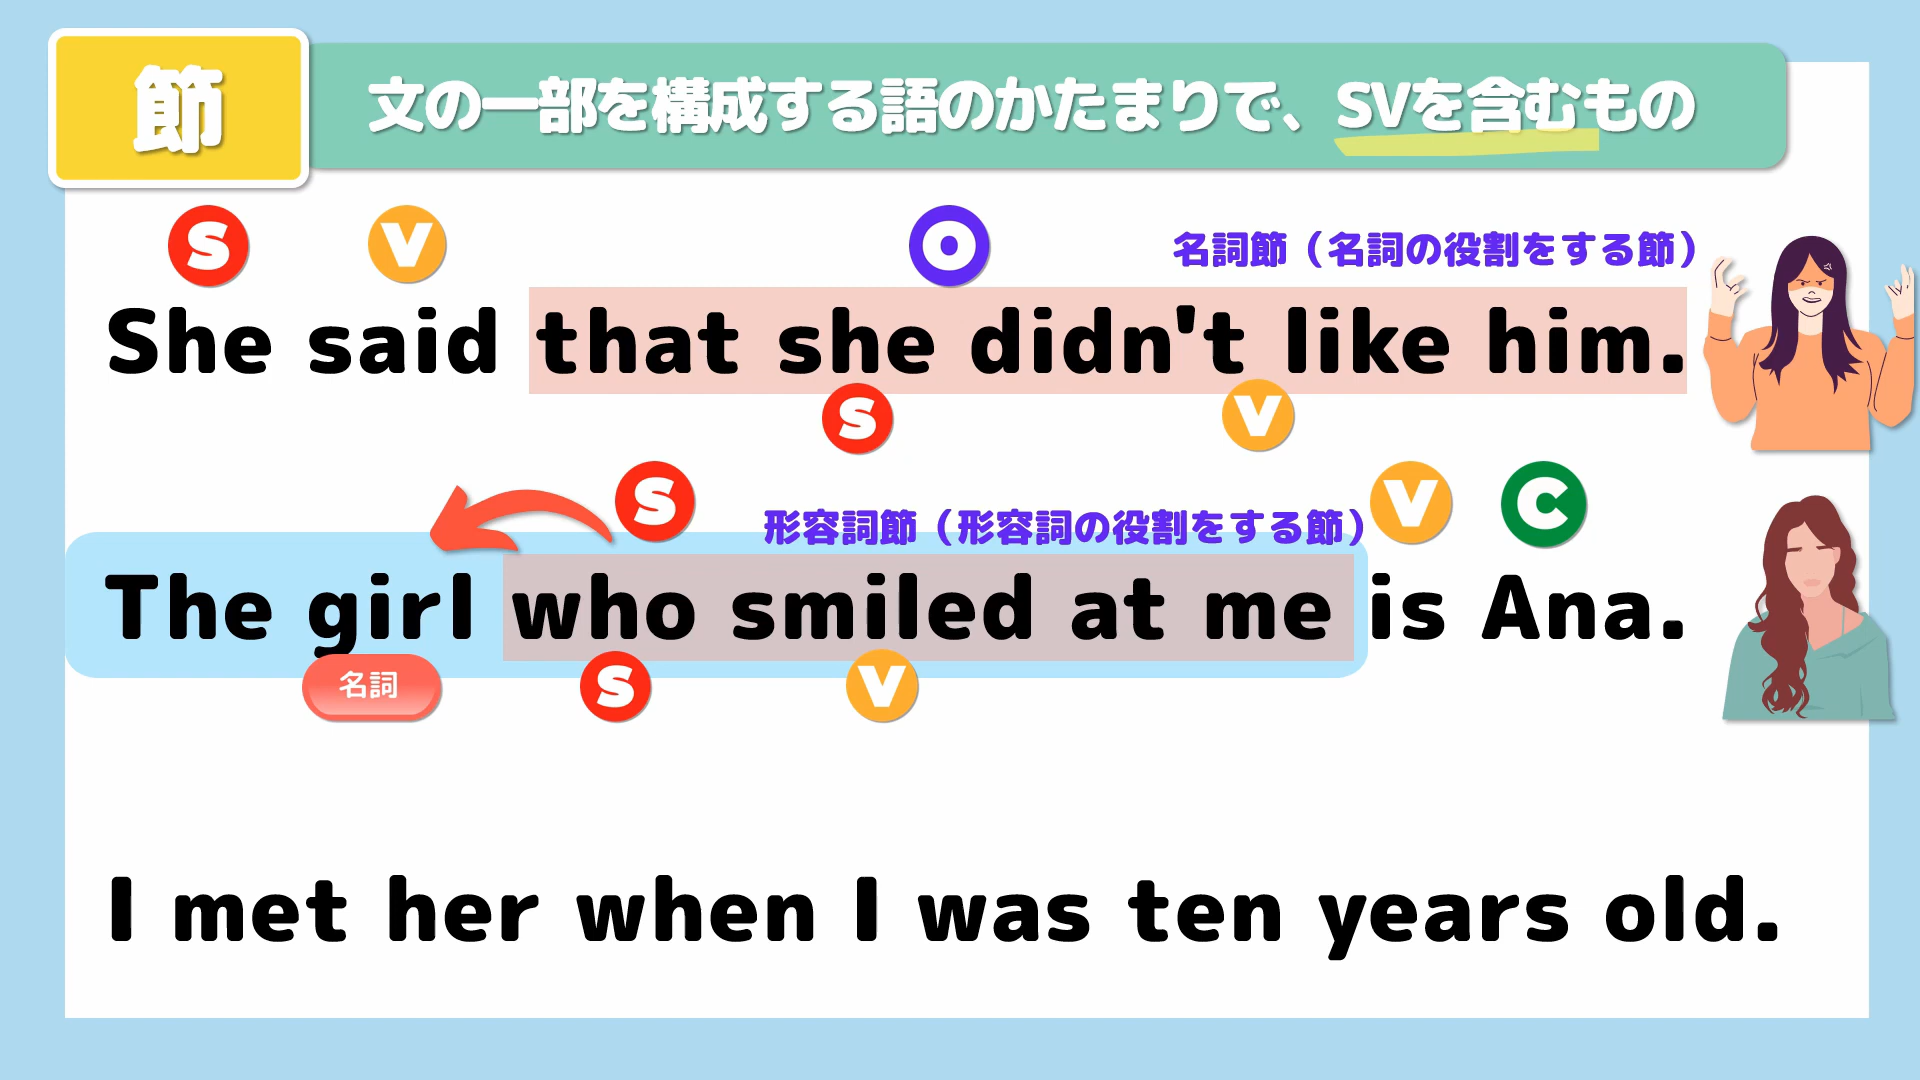 節
文の一部を構成する語のかたまりで、SVを含むもの
S V O 名詞節（名詞の役割をする節）
She said that she didn't like him.
S V
S 形容詞節（形容詞の役割をする節） V C
The girl who smiled at me is Ana.
名詞 S V
I met her when I was ten years old.